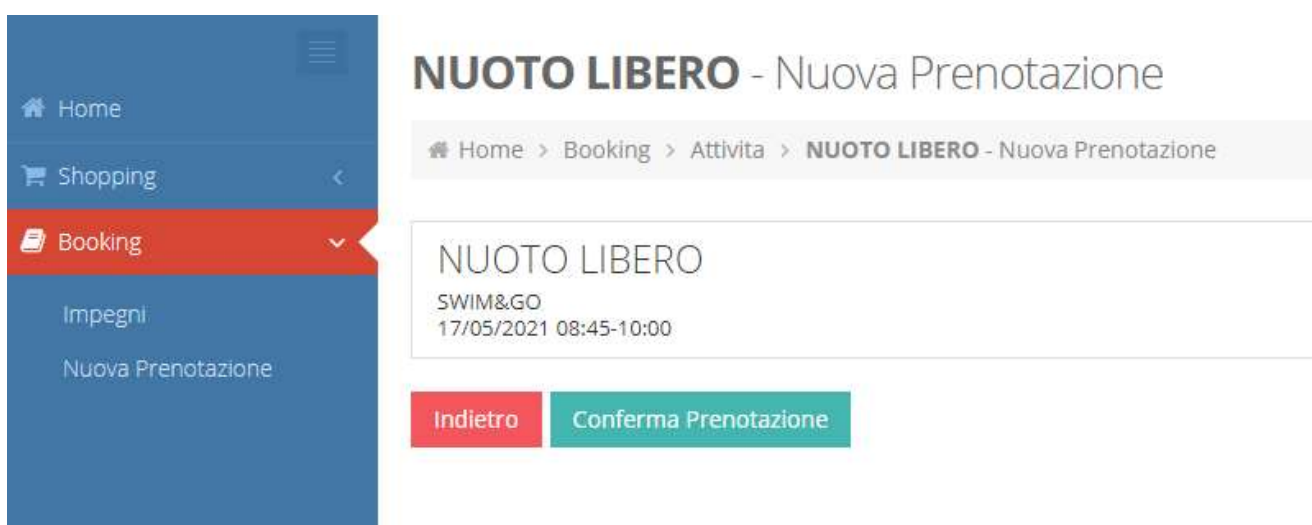 Home
Shopping
Booking
Impegni
Nuova Prenotazione
NUOTO LIBERO - Nuova Prenotazione
Home > Booking > Attivita > NUOTO LIBERO - Nuova Prenotazione
NUOTO LIBERO
SWIM&GO
17/05/2021 08:45-10:00
Indietro Conferma Prenotazione